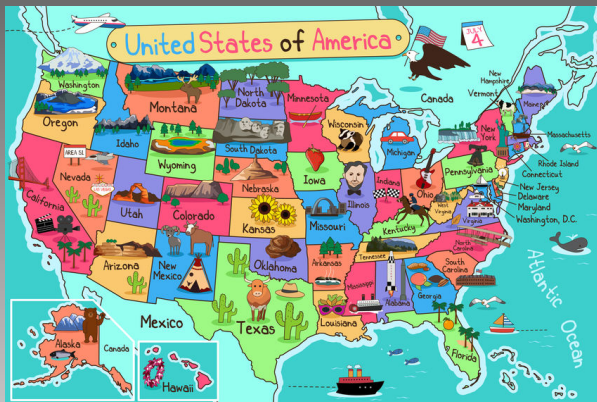 United States of America
JULY
4
Canada
Washington
Oregon
Idaho
Montana
North
Dakota
South Dakota
Minnesota
Wisconsin
Michigan
New
Hampshire
Vermont
Maine
Massachusetts
New
York
Rhode Island
Connecticut
New Jersey
Delaware
Maryland
Washington, D.C.
Pennsylvania
Wyoming
Nebraska
Iowa
Illinois
Indiana
Ohio
West
Virginia
Virginia
AREA 51
Nevada
California
Utah
Colorado
Kansas
Missouri
Kentucky
North
Carolina
Tennessee
South
Carolina
Arizona
New
Mexico
Oklahoma
Arkansas
Mississippi
Alabama
Georgia
Texas
Louisiana
Florida
Mexico
Atlantic Ocean
Alaska
Canada
Hawaii